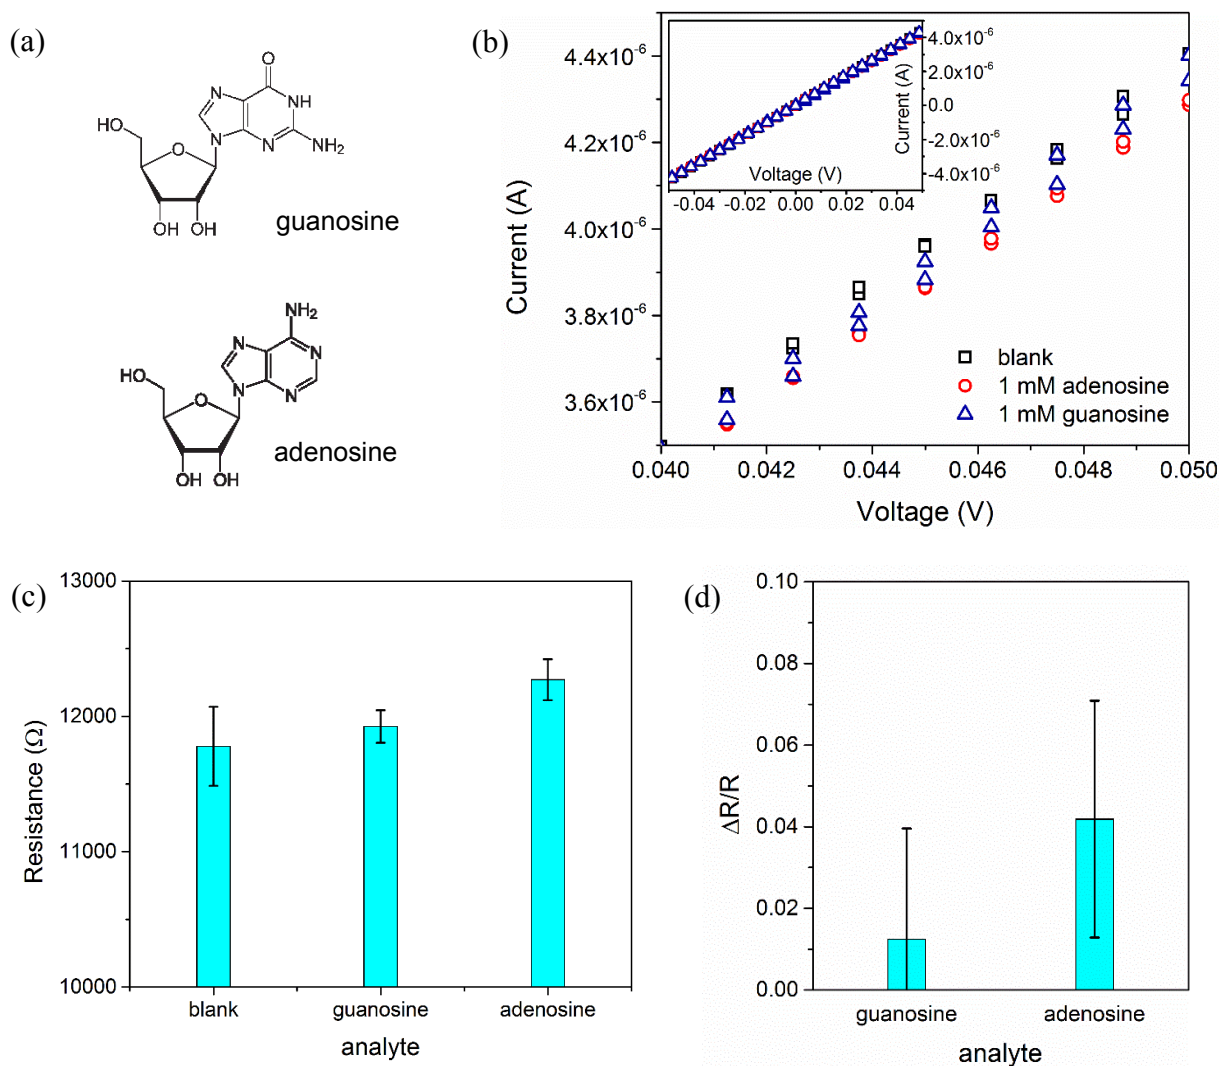 (a)
O
N
NH
HO
O
N
N
NH₂
OH
OH
guanosine
NH₂
N
N
HO
O
N
N
OH
OH
adenosine
(b)
4.4x10⁻⁶
4.2x10⁻⁶
4.0x10⁻⁶
3.8x10⁻⁶
3.6x10⁻⁶
Current (A)
4.0x10⁻⁶
2.0x10⁻⁶
0.0
-2.0x10⁻⁶
-4.0x10⁻⁶
Current (A)
Voltage (V)
-0.04 -0.02 0.00 0.02 0.04
blank
1 mM adenosine
1 mM guanosine
0.040 0.042 0.044 0.046 0.048 0.050
Voltage (V)
(c)
13000
12000
11000
10000
Resistance (Ω)
blank guanosine adenosine
analyte
(d)
0.10
0.08
0.06
0.04
0.02
0.00
ΔR/R
guanosine adenosine
analyte